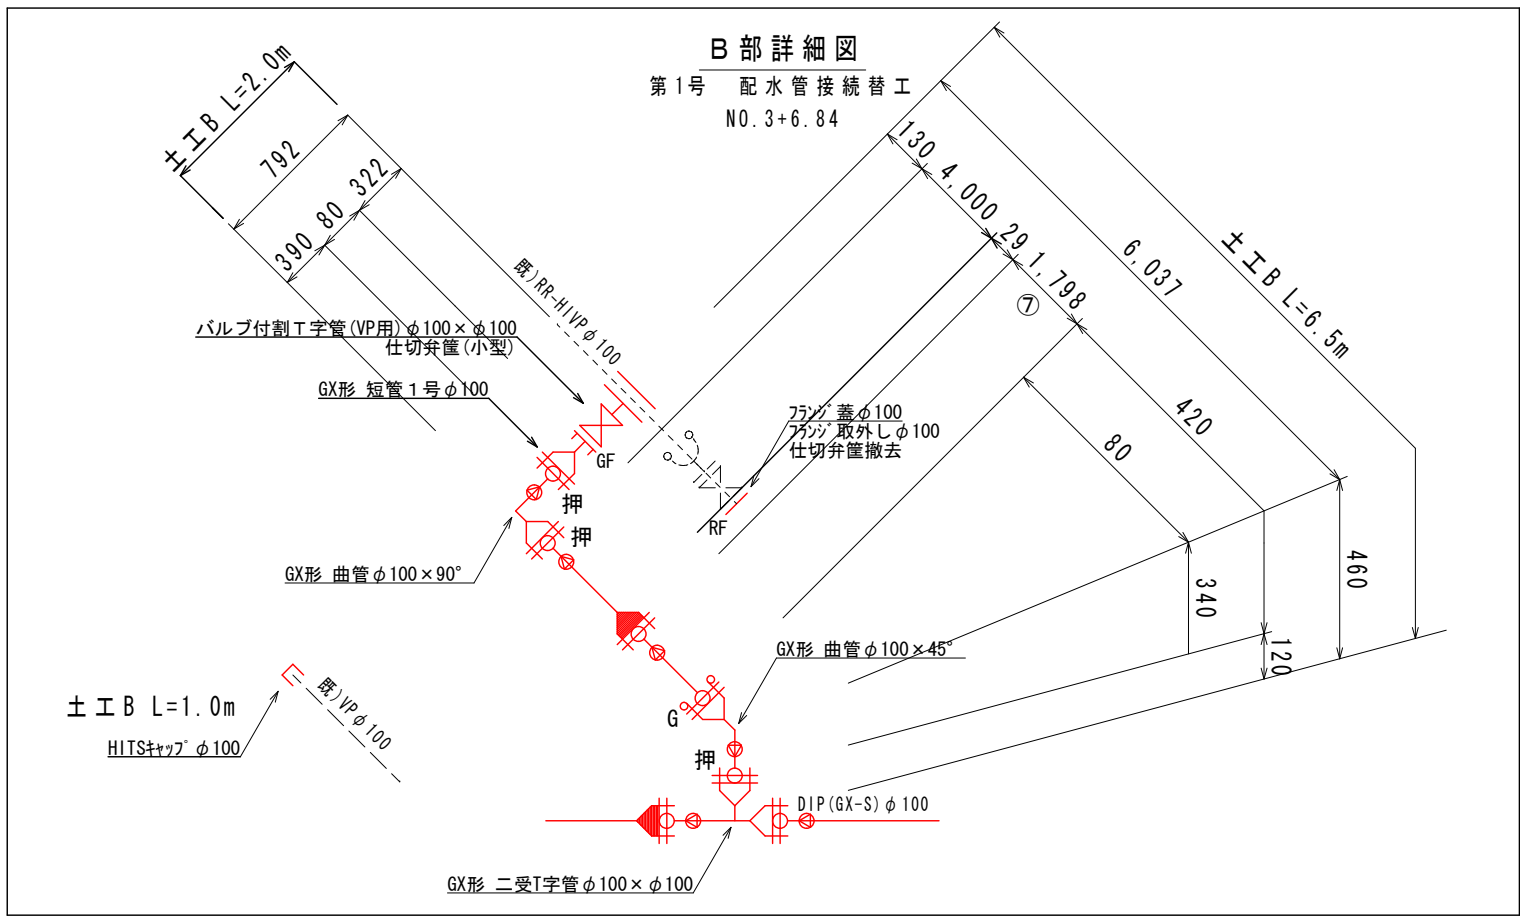 B部詳細図
第1号 配水管接続替工
NO.3+6.84
土工B L=2.0m
792
390 80 322
既)RR-HIVPφ100
バルブ付割T字管(VP用)φ100×φ100
仕切弁筐(小型)
GX形 短管1号φ100
GF
押
押
GX形 曲管φ100×90°
フランジ蓋φ100
フランジ取外しφ100
仕切弁筐撤去
RF
130 4,000 29 1,798
⑦
6,037
土工B L=6.5m
420
80
340
460
120
GX形 曲管φ100×45°
G
押
土工B L=1.0m
既)VPφ100
HITSキャップφ100
DIP(GX-S)φ100
GX形 二受T字管φ100×φ100